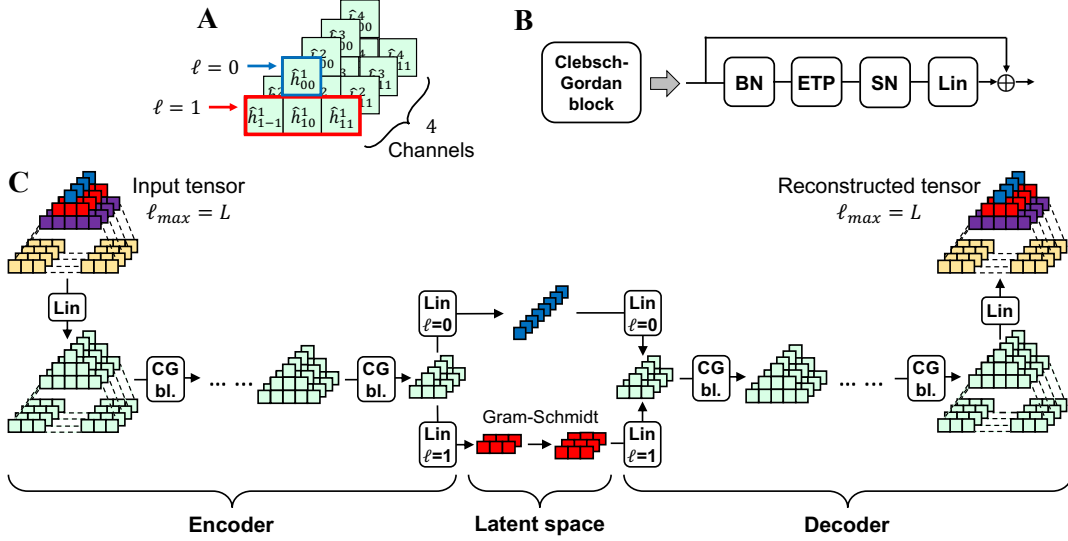 A
ℓ = 0
ℓ = 1
ĥ¹₀₀
ĥ¹₁₋₁ ĥ¹₁₀ ĥ¹₁₁
4
Channels
B
Clebsch-
Gordan
block
BN
ETP
SN
Lin
⊕
C
Input tensor
ℓₘₐₓ = L
Reconstructed tensor
ℓₘₐₓ = L
Lin
CG
bl.
... ...
CG
bl.
Lin
ℓ=0
Lin
ℓ=1
Gram-Schmidt
Lin
ℓ=0
Lin
ℓ=1
CG
bl.
... ...
CG
bl.
Lin
Encoder
Latent space
Decoder